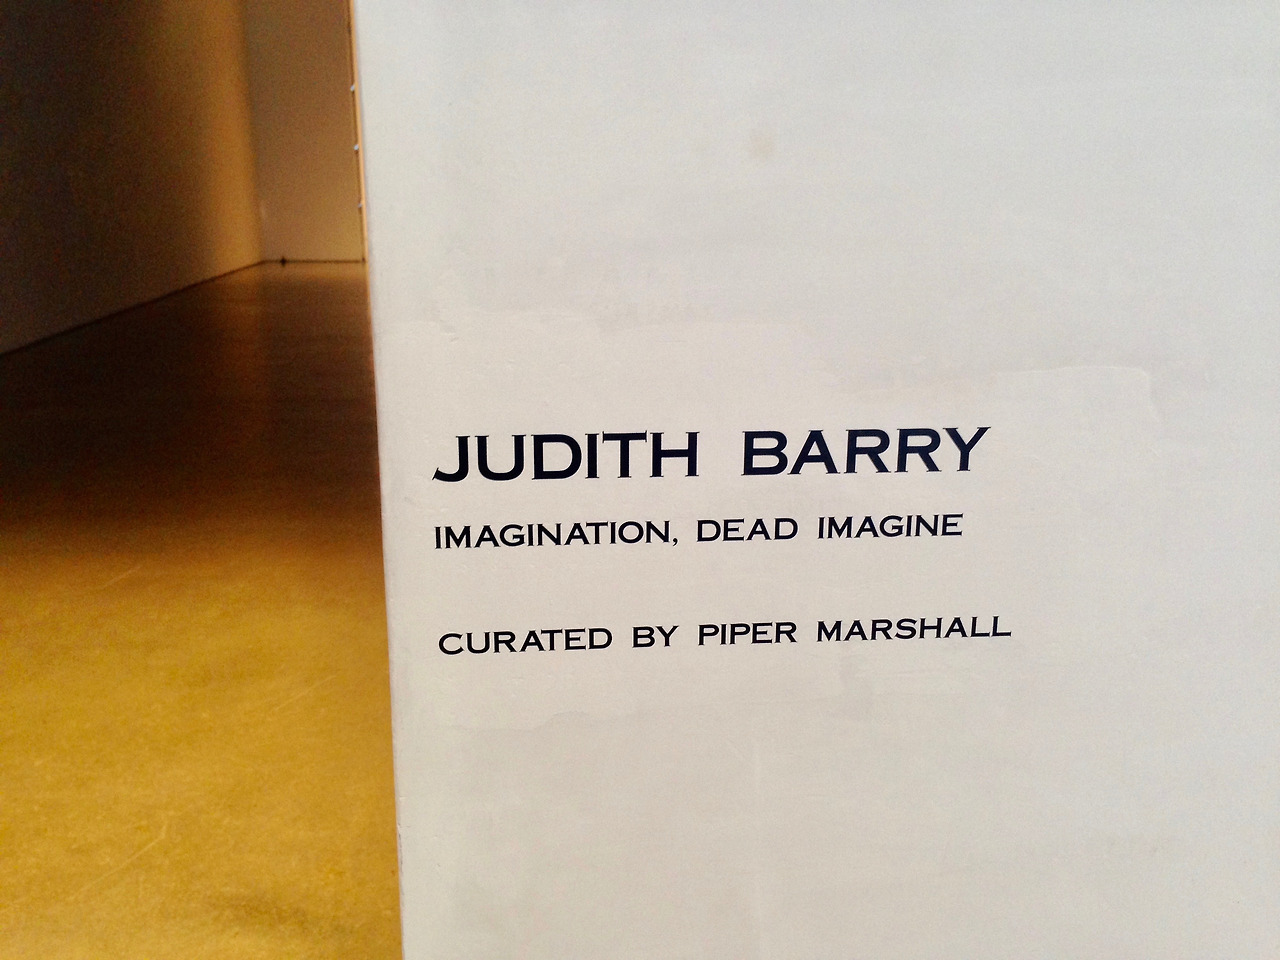 JUDITH BARRY
IMAGINATION, DEAD IMAGINE
CURATED BY PIPER MARSHALL